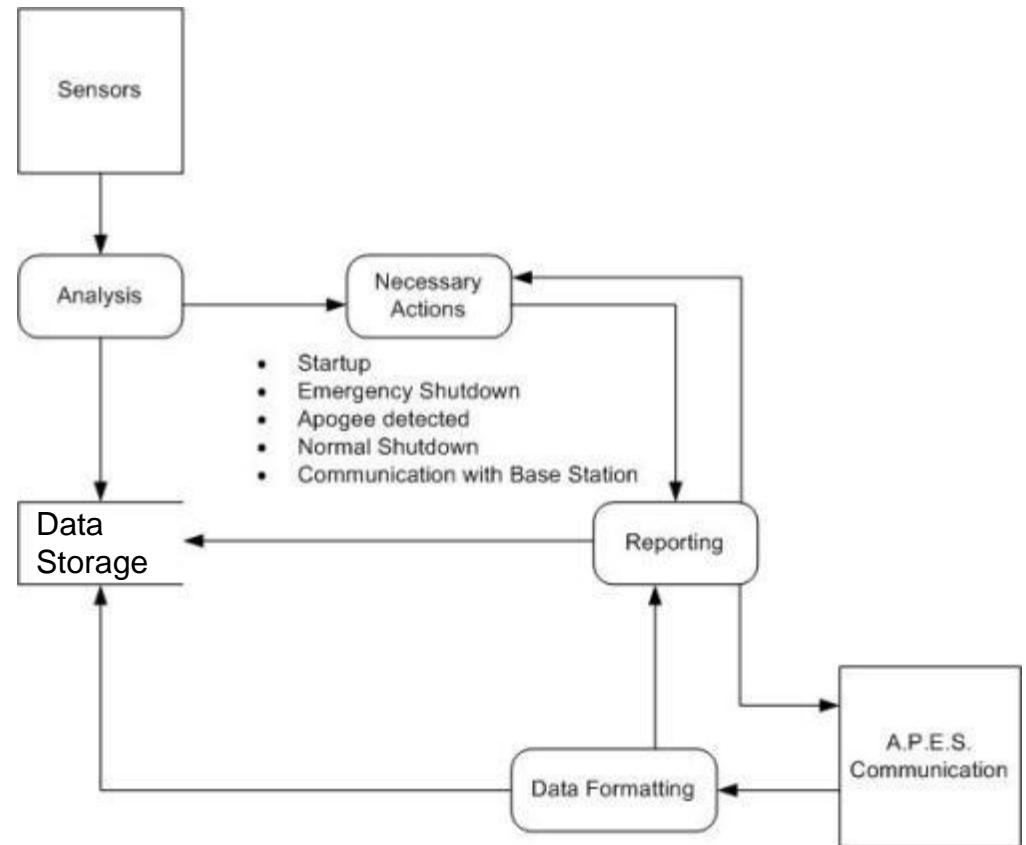 Sensors
Analysis
Necessary
Actions
• Startup
• Emergency Shutdown
• Apogee detected
• Normal Shutdown
• Communication with Base Station
Data
Storage
Reporting
A.P.E.S.
Communication
Data Formatting